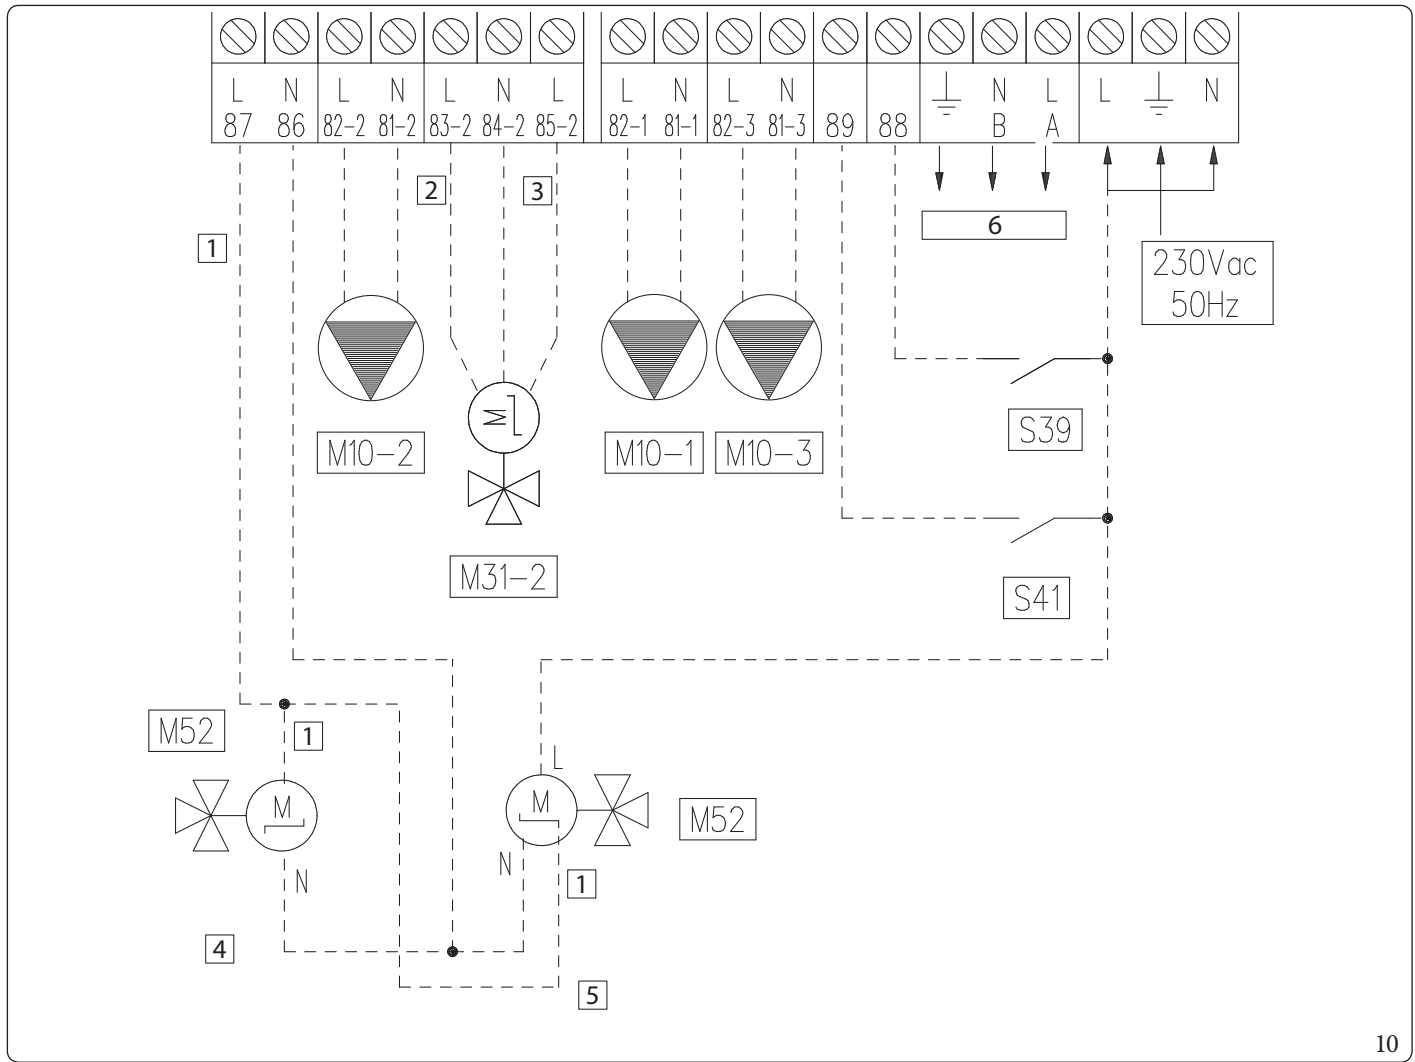 L N L N L N L L N L N N L L N
87 86 82-2 81-2 83-2 84-2 85-2 82-1 81-1 82-3 81-3 89 88 B A
2 3
1 6
230Vac
50Hz
M
S39
M10-2 M10-1 M10-3
M31-2
S41
M52
1
L
M M
M52
N N
1
4
5
10